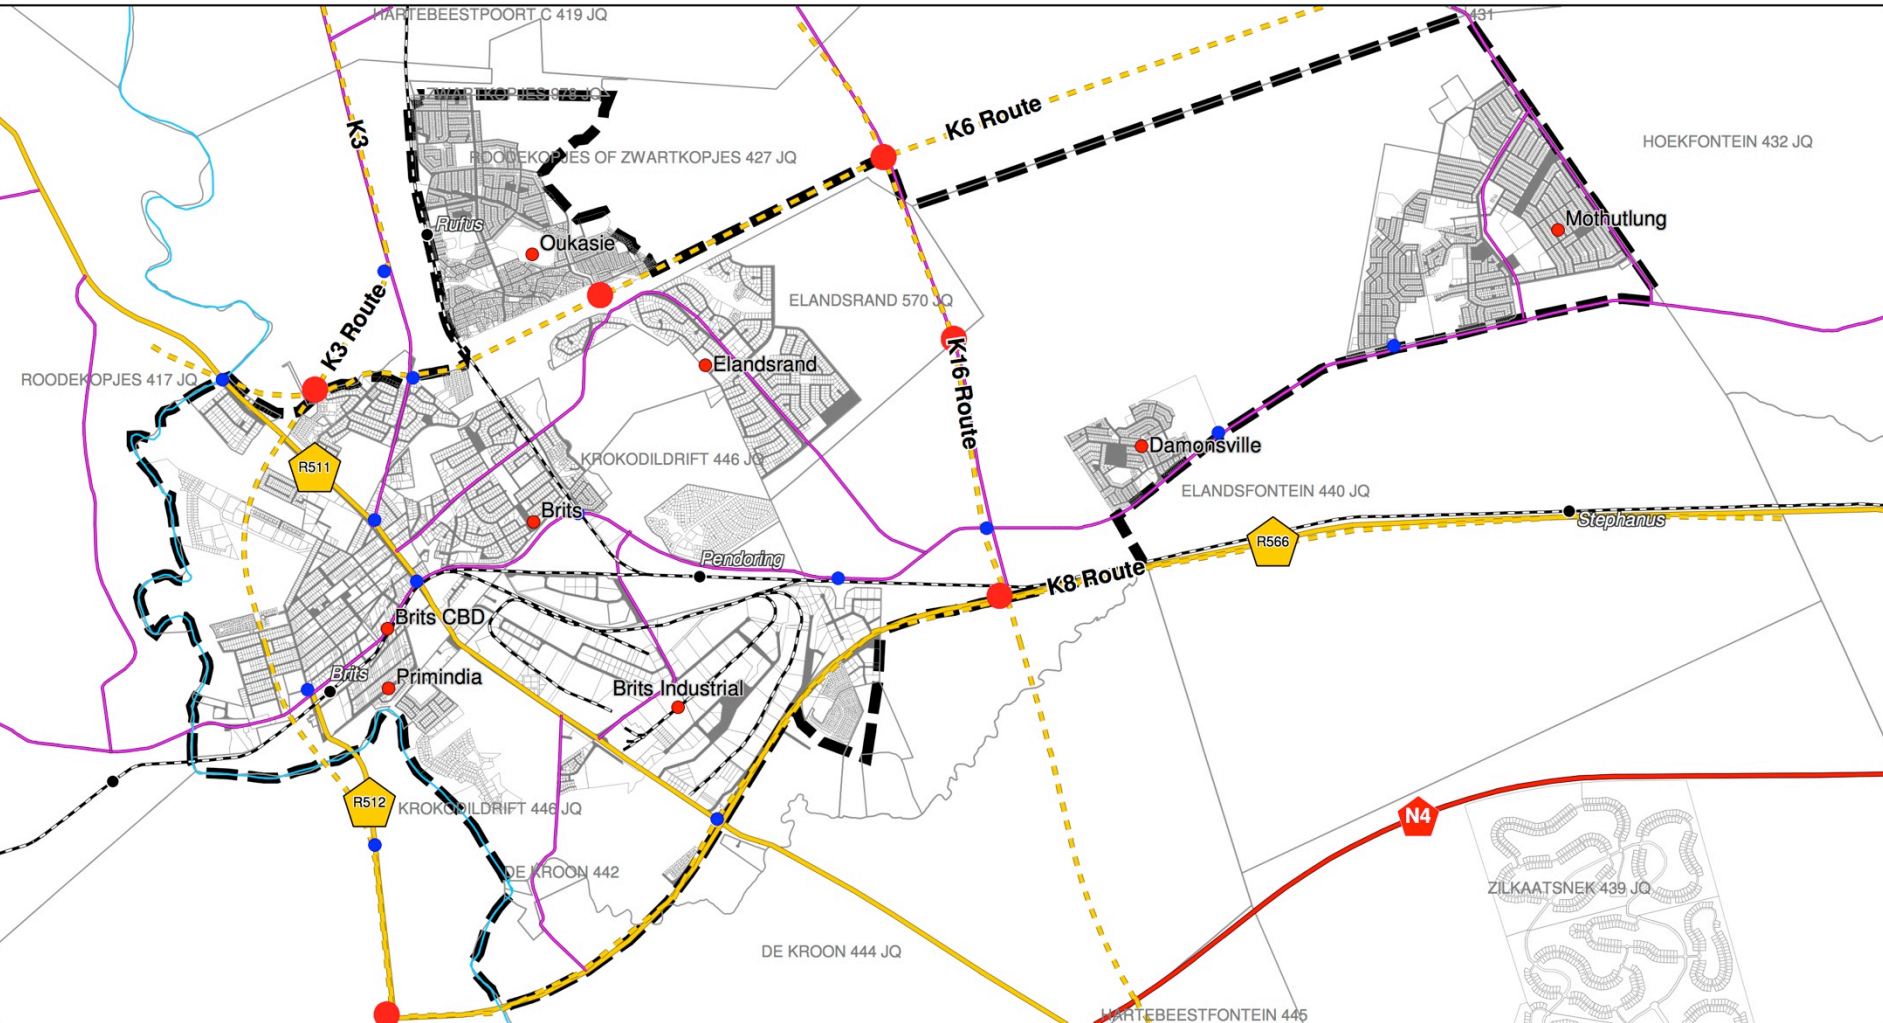 HARTEBEESTPOORT C 419 JQ
431
ZWARTKOPJES 978 JQ
K3
K6 Route
HOEKFONTEIN 432 JQ
ROODEKOPJES OF ZWARTKOPJES 427 JQ
Rufus
Oukasie
Mothutlung
ELANDSRAND 570 JQ
K3 Route
Elandsrand
K16 Route
ROODEKOPJES 417 JQ
Damonsville
KROKODILDRIFT 446 JQ
R511
ELANDSFONTEIN 440 JQ
Brits
Stephanus
R566
Pendoring
K8 Route
Brits CBD
Brits
Primindia
Brits Industrial
R512
KROKODILDRIFT 446 JQ
N4
DE KROON 442
ZILKAATSNEK 439 JQ
DE KROON 444 JQ
HARTEBEESTFONTEIN 445